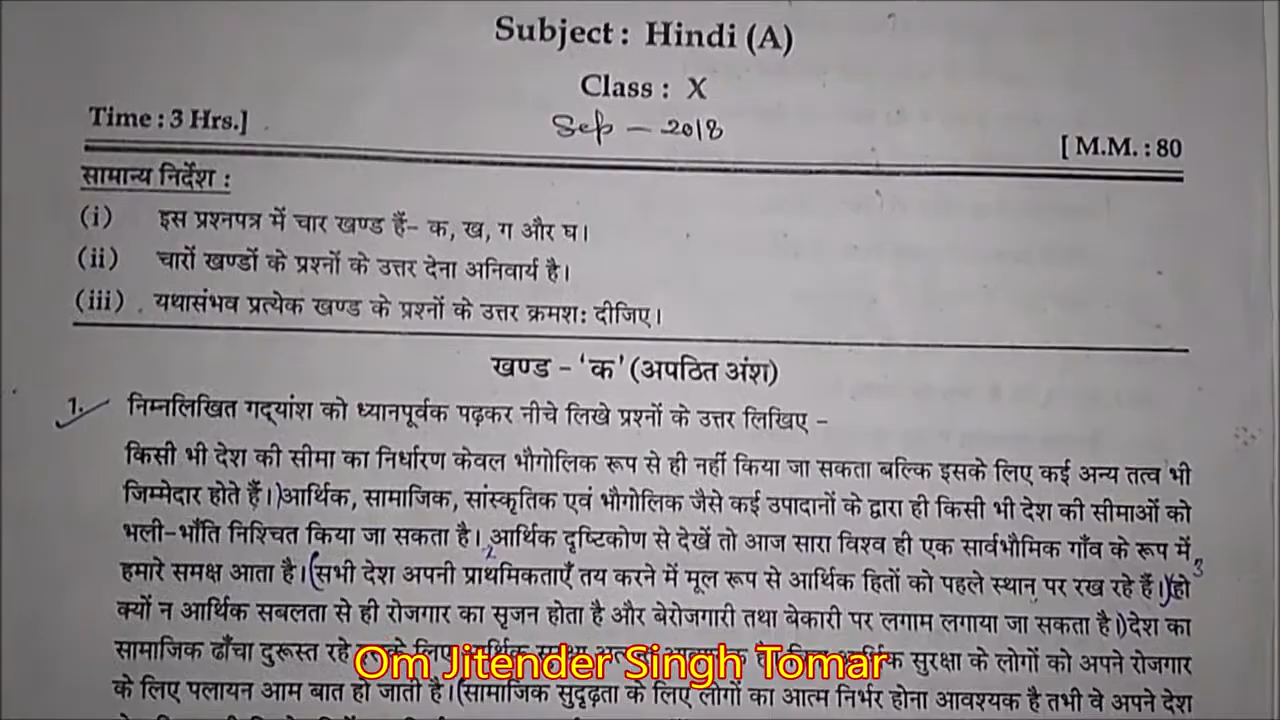 Subject : Hindi (A)
Class : X
Sep - 2018
Time : 3 Hrs.]
[ M.M. : 80
सामान्य निर्देश :
(i) इस प्रश्नपत्र में चार खण्ड हैं- क, ख, ग और घ।
(ii) चारों खण्डों के प्रश्नों के उत्तर देना अनिवार्य है।
(iii) यथासंभव प्रत्येक खण्ड के प्रश्नों के उत्तर क्रमश: दीजिए।
खण्ड - 'क' (अपठित अंश)
1. निम्नलिखित गद्यांश को ध्यानपूर्वक पढ़कर नीचे लिखे प्रश्नों के उत्तर लिखिए -
किसी भी देश की सीमा का निर्धारण केवल भौगोलिक रूप से ही नहीं किया जा सकता बल्कि इसके लिए कई अन्य तत्व भी
जिम्मेदार होते हैं।) आर्थिक, सामाजिक, सांस्कृतिक एवं भौगोलिक जैसे कई उपादानों के द्वारा ही किसी भी देश की सीमाओं को
भली-भाँति निश्चित किया जा सकता है। आर्थिक दृष्टिकोण से देखें तो आज सारा विश्व ही एक सार्वभौमिक गाँव के रूप में
हमारे समक्ष आता है। (सभी देश अपनी प्राथमिकताएँ तय करने में मूल रूप से आर्थिक हितों को पहले स्थान पर रख रहे हैं।) (हो
क्यों न आर्थिक सबलता से ही रोजगार का सृजन होता है और बेरोजगारी तथा बेकारी पर लगाम लगाया जा सकता है।) देश का
सामाजिक ढाँचा दुरूस्त रहे सुरक्षा के लोगों को अपने रोजगार
Om Jitender Singh Tomar
के लिए पलायन आम बात हो जाती है। (सामाजिक सुदृढ़ता के लिए लोगों का आत्म निर्भर होना आवश्यक है तभी वे अपने देश